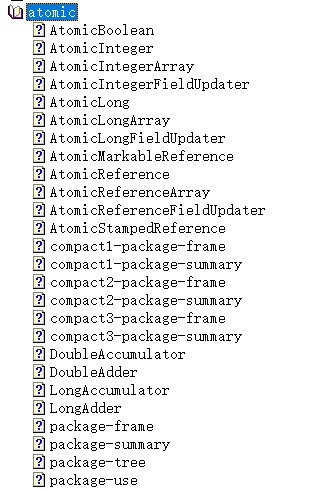 atomic
AtomicBoolean
AtomicInteger
AtomicIntegerArray
AtomicIntegerFieldUpdater
AtomicLong
AtomicLongArray
AtomicLongFieldUpdater
AtomicMarkableReference
AtomicReference
AtomicReferenceArray
AtomicReferenceFieldUpdater
AtomicStampedReference
compact1-package-frame
compact1-package-summary
compact2-package-frame
compact2-package-summary
compact3-package-frame
compact3-package-summary
DoubleAccumulator
DoubleAdder
LongAccumulator
LongAdder
package-frame
package-summary
package-tree
package-use